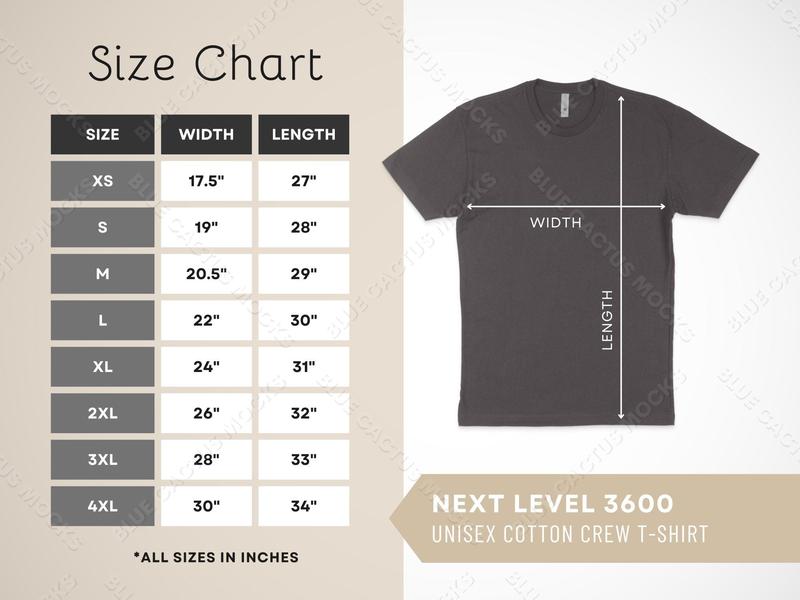 Size Chart
SIZE WIDTH LENGTH
XS 17.5" 27"
S 19" 28"
M 20.5" 29"
L 22" 30"
XL 24" 31"
2XL 26" 32"
3XL 28" 33"
4XL 30" 34"
*ALL SIZES IN INCHES
WIDTH
LENGTH
NEXT LEVEL 3600
UNISEX COTTON CREW T-SHIRT
BLUE CACTUS MOCKS